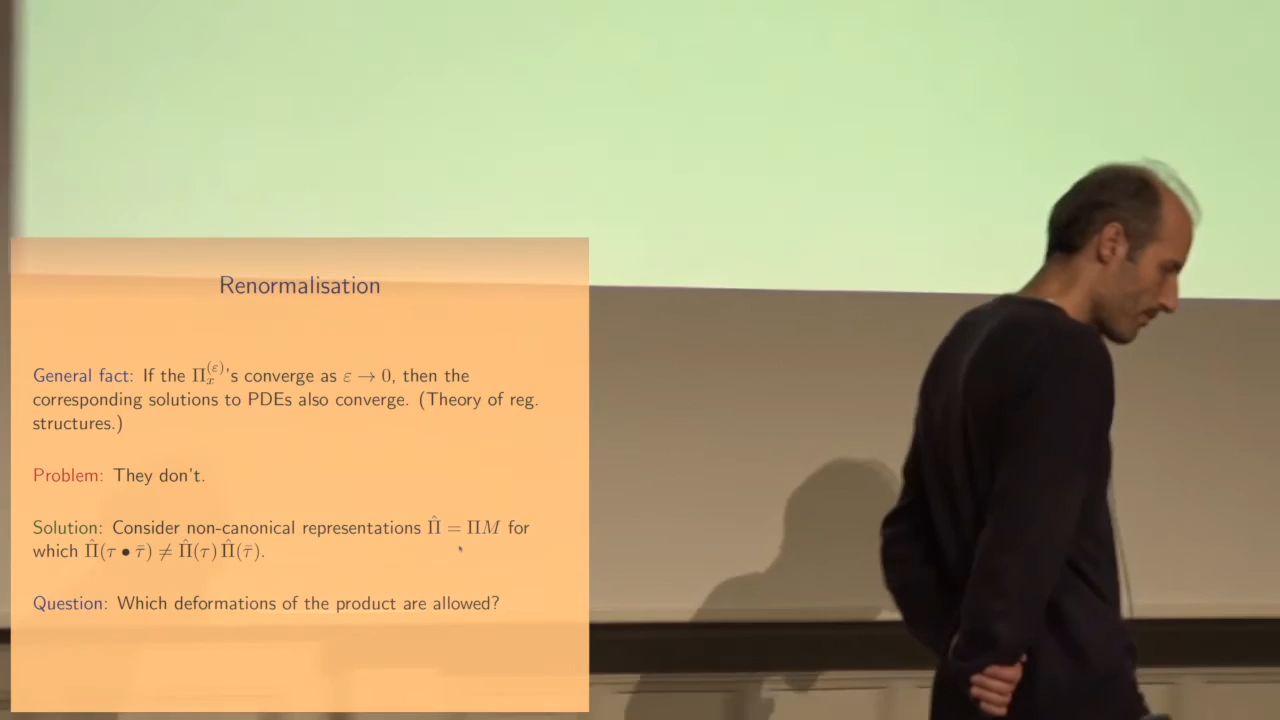 Renormalisation
General fact: If the Π_x^{(ε)}'s converge as ε → 0, then the
corresponding solutions to PDEs also converge. (Theory of reg.
structures.)
Problem: They don't.
Solution: Consider non-canonical representations Π̂ = ΠM for
which Π̂(τ • τ̄) ≠ Π̂(τ) Π̂(τ̄).
Question: Which deformations of the product are allowed?